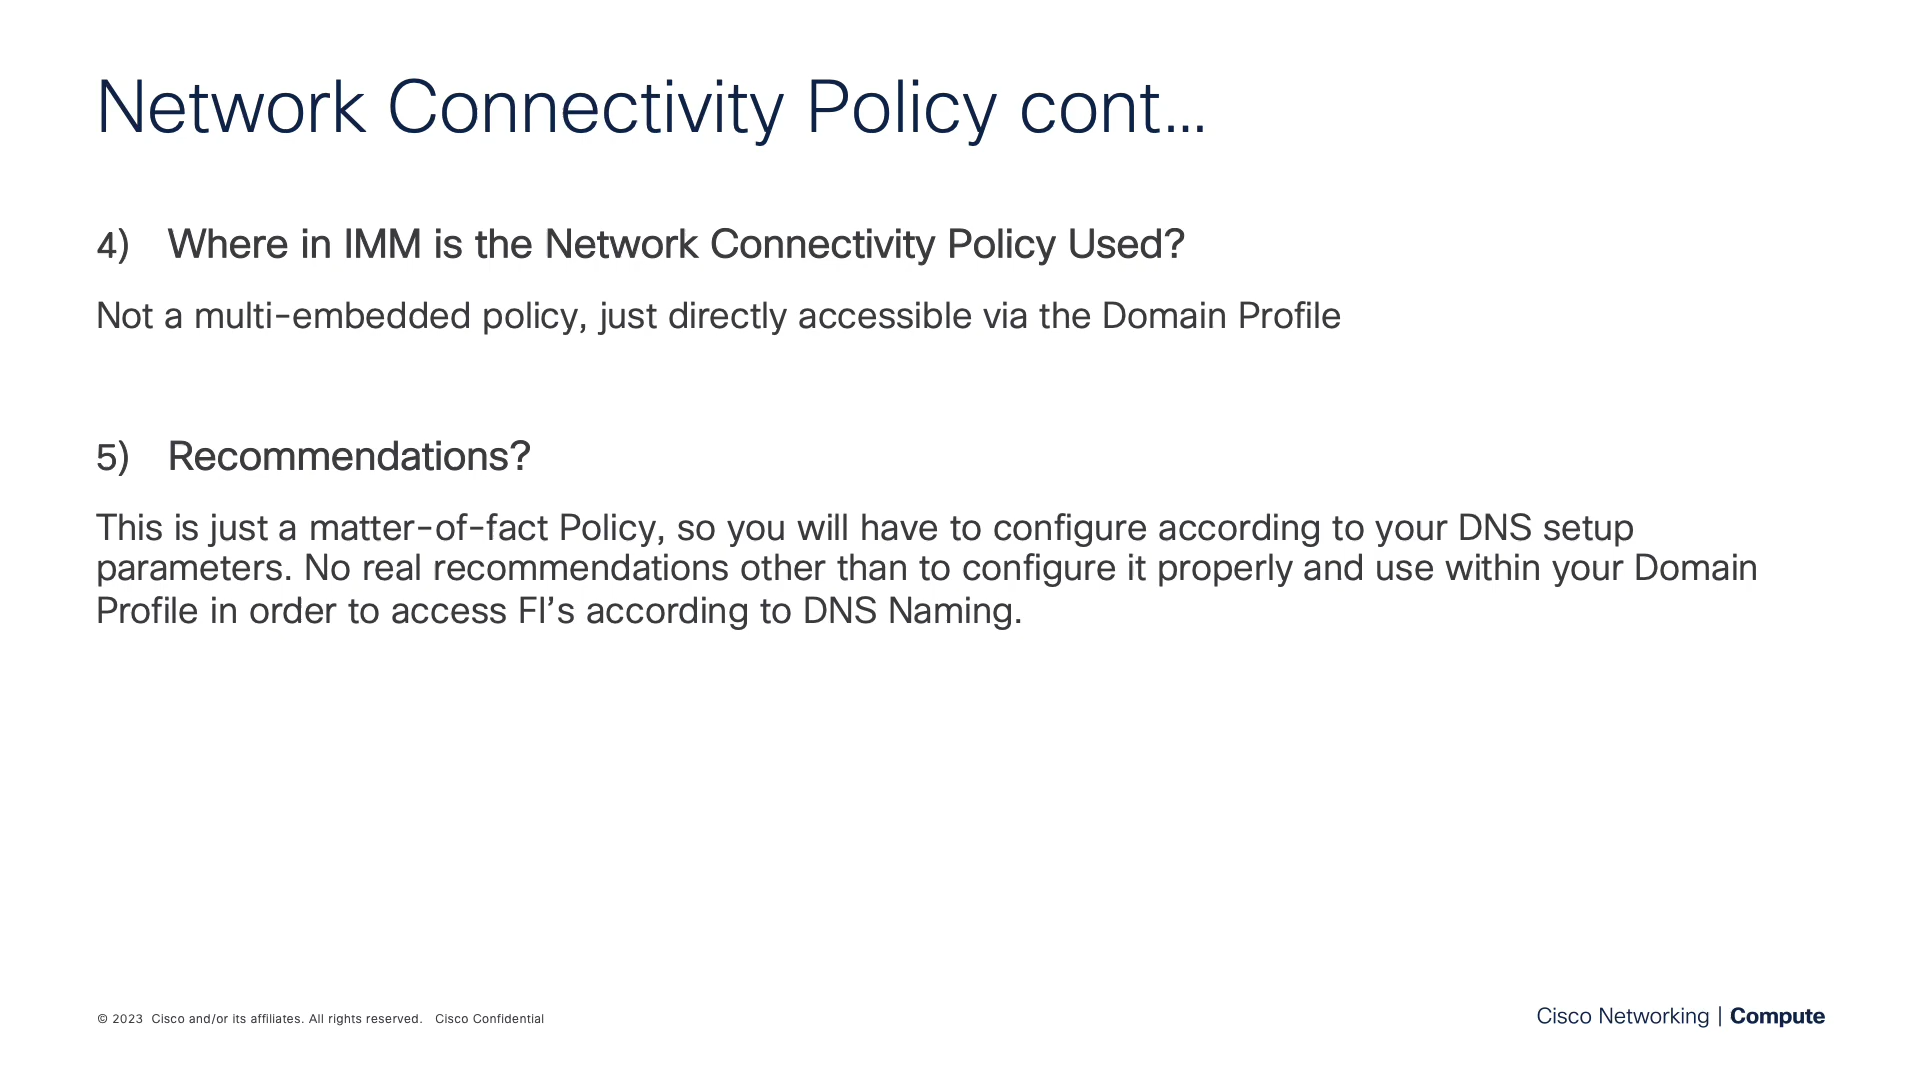 Network Connectivity Policy cont…
4) Where in IMM is the Network Connectivity Policy Used?
Not a multi-embedded policy, just directly accessible via the Domain Profile
5) Recommendations?
This is just a matter-of-fact Policy, so you will have to configure according to your DNS setup
parameters. No real recommendations other than to configure it properly and use within your Domain
Profile in order to access FI’s according to DNS Naming.
© 2023 Cisco and/or its affiliates. All rights reserved. Cisco Confidential
Cisco Networking | Compute